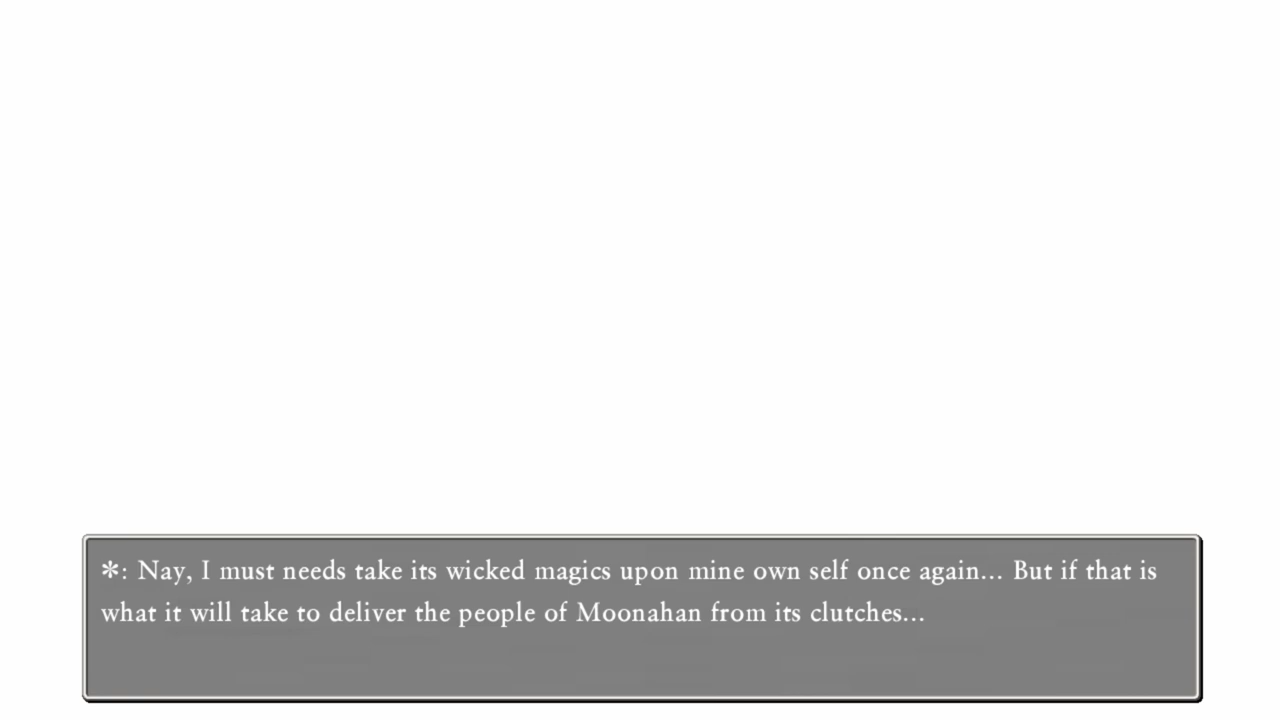 *: Nay, I must needs take its wicked magics upon mine own self once again... But if that is
what it will take to deliver the people of Moonahan from its clutches...